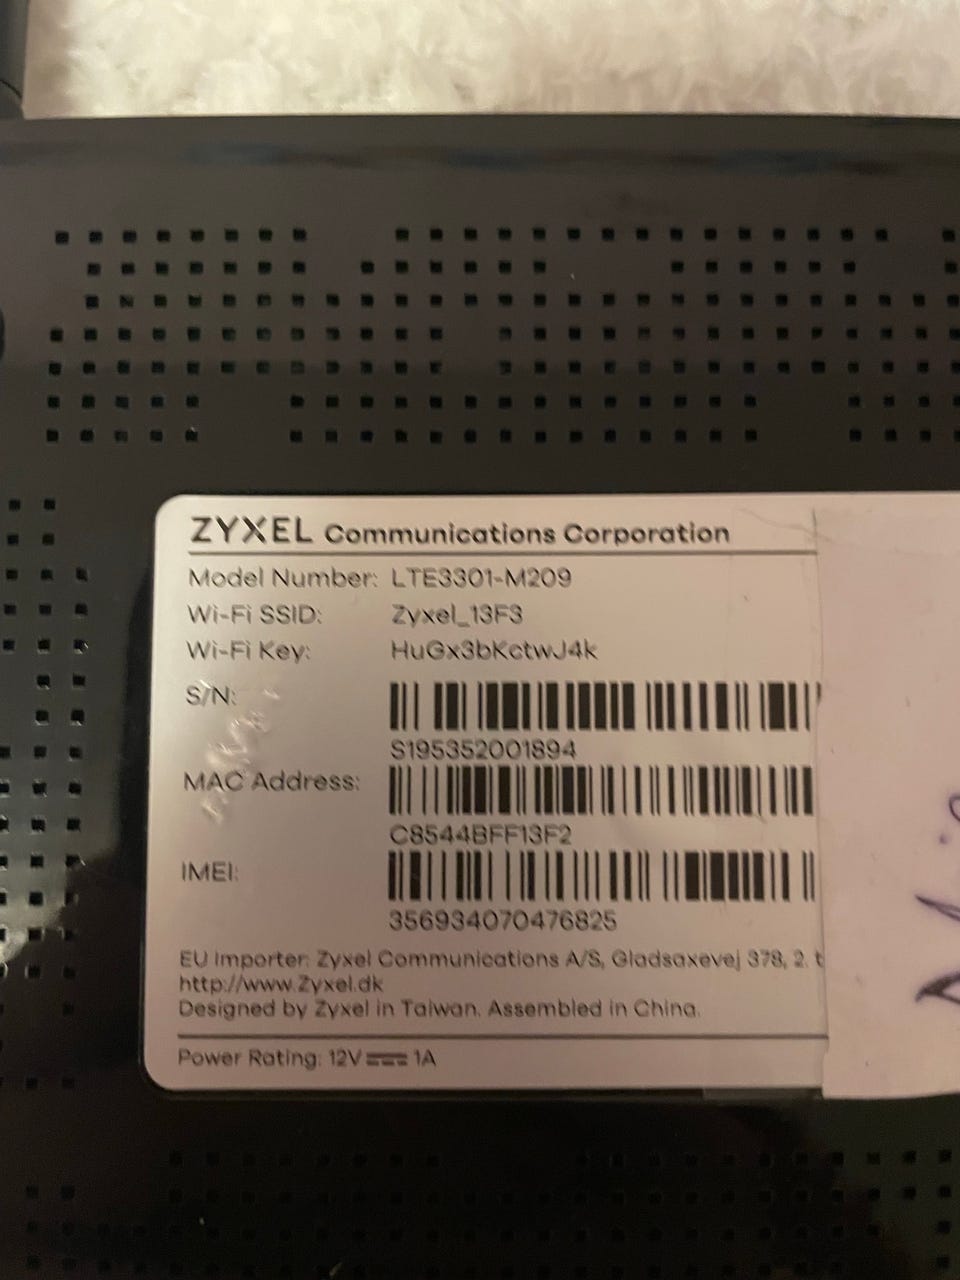 ZYXEL Communications Corporation
Model Number: LTE3301-M209
Wi-Fi SSID: Zyxel_13F3
Wi-Fi Key: HuGx3bKctwJ4k
S/N:
S195352001894
MAC Address:
C8544BFF13F2
IMEI:
356934070476825
EU Importer: Zyxel Communications A/S, Gladsaxevej 378, 2. t
http://www.Zyxel.dk
Designed by Zyxel in Taiwan. Assembled in China.
Power Rating: 12V⎓1A